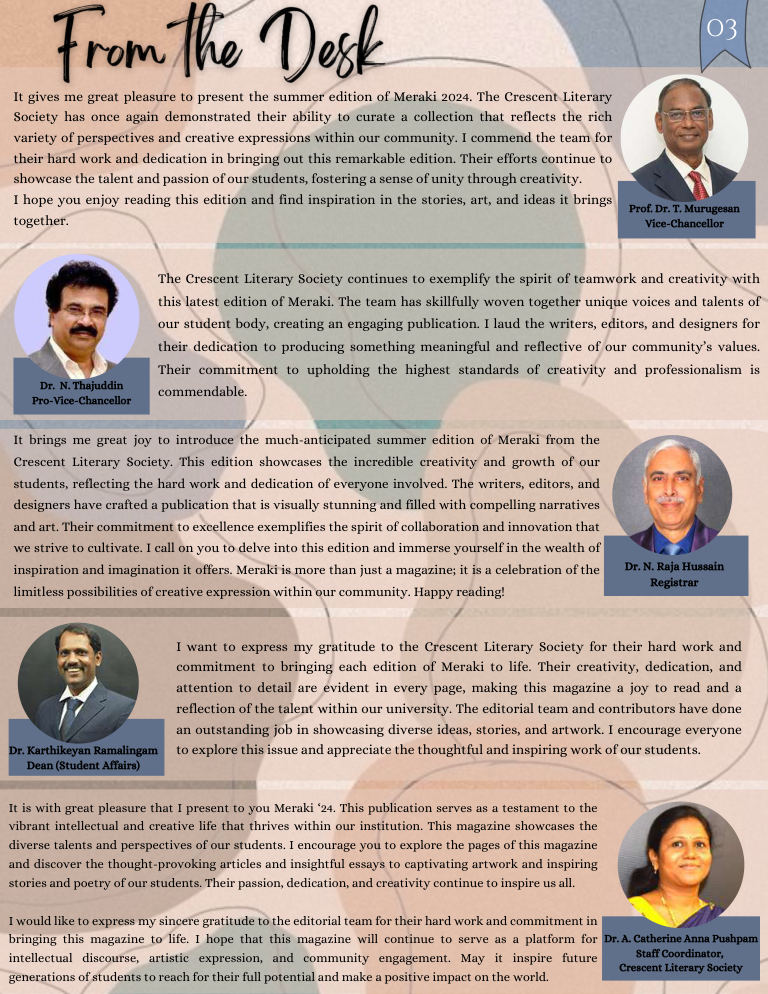 From the Desk
03
It gives me great pleasure to present the summer edition of Meraki 2024. The Crescent Literary
Society has once again demonstrated their ability to curate a collection that reflects the rich
variety of perspectives and creative expressions within our community. I commend the team for
their hard work and dedication in bringing out this remarkable edition. Their efforts continue to
showcase the talent and passion of our students, fostering a sense of unity through creativity.
I hope you enjoy reading this edition and find inspiration in the stories, art, and ideas it brings
together.
Prof. Dr. T. Murugesan
Vice-Chancellor
The Crescent Literary Society continues to exemplify the spirit of teamwork and creativity with
this latest edition of Meraki. The team has skillfully woven together unique voices and talents of
our student body, creating an engaging publication. I laud the writers, editors, and designers for
their dedication to producing something meaningful and reflective of our community's values.
Their commitment to upholding the highest standards of creativity and professionalism is
commendable.
Dr. N. Thajuddin
Pro-Vice-Chancellor
It brings me great joy to introduce the much-anticipated summer edition of Meraki from the
Crescent Literary Society. This edition showcases the incredible creativity and growth of our
students, reflecting the hard work and dedication of everyone involved. The writers, editors, and
designers have crafted a publication that is visually stunning and filled with compelling narratives
and art. Their commitment to excellence exemplifies the spirit of collaboration and innovation that
we strive to cultivate. I call on you to delve into this edition and immerse yourself in the wealth of
inspiration and imagination it offers. Meraki is more than just a magazine; it is a celebration of the
limitless possibilities of creative expression within our community. Happy reading!
Dr. N. Raja Hussain
Registrar
I want to express my gratitude to the Crescent Literary Society for their hard work and
commitment to bringing each edition of Meraki to life. Their creativity, dedication, and
attention to detail are evident in every page, making this magazine a joy to read and a
reflection of the talent within our university. The editorial team and contributors have done
an outstanding job in showcasing diverse ideas, stories, and artwork. I encourage everyone
to explore this issue and appreciate the thoughtful and inspiring work of our students.
Dr. Karthikeyan Ramalingam
Dean (Student Affairs)
It is with great pleasure that I present to you Meraki '24. This publication serves as a testament to the
vibrant intellectual and creative life that thrives within our institution. This magazine showcases the
diverse talents and perspectives of our students. I encourage you to explore the pages of this magazine
and discover the thought-provoking articles and insightful essays to captivating artwork and inspiring
stories and poetry of our students. Their passion, dedication, and creativity continue to inspire us all.
I would like to express my sincere gratitude to the editorial team for their hard work and commitment in
bringing this magazine to life. I hope that this magazine will continue to serve as a platform for
intellectual discourse, artistic expression, and community engagement. May it inspire future
generations of students to reach for their full potential and make a positive impact on the world.
Dr. A. Catherine Anna Pushpam
Staff Coordinator,
Crescent Literary Society